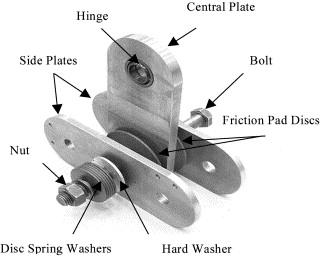 Central Plate
Hinge
Side Plates
Bolt
Friction Pad Discs
Nut
Disc Spring Washers
Hard Washer